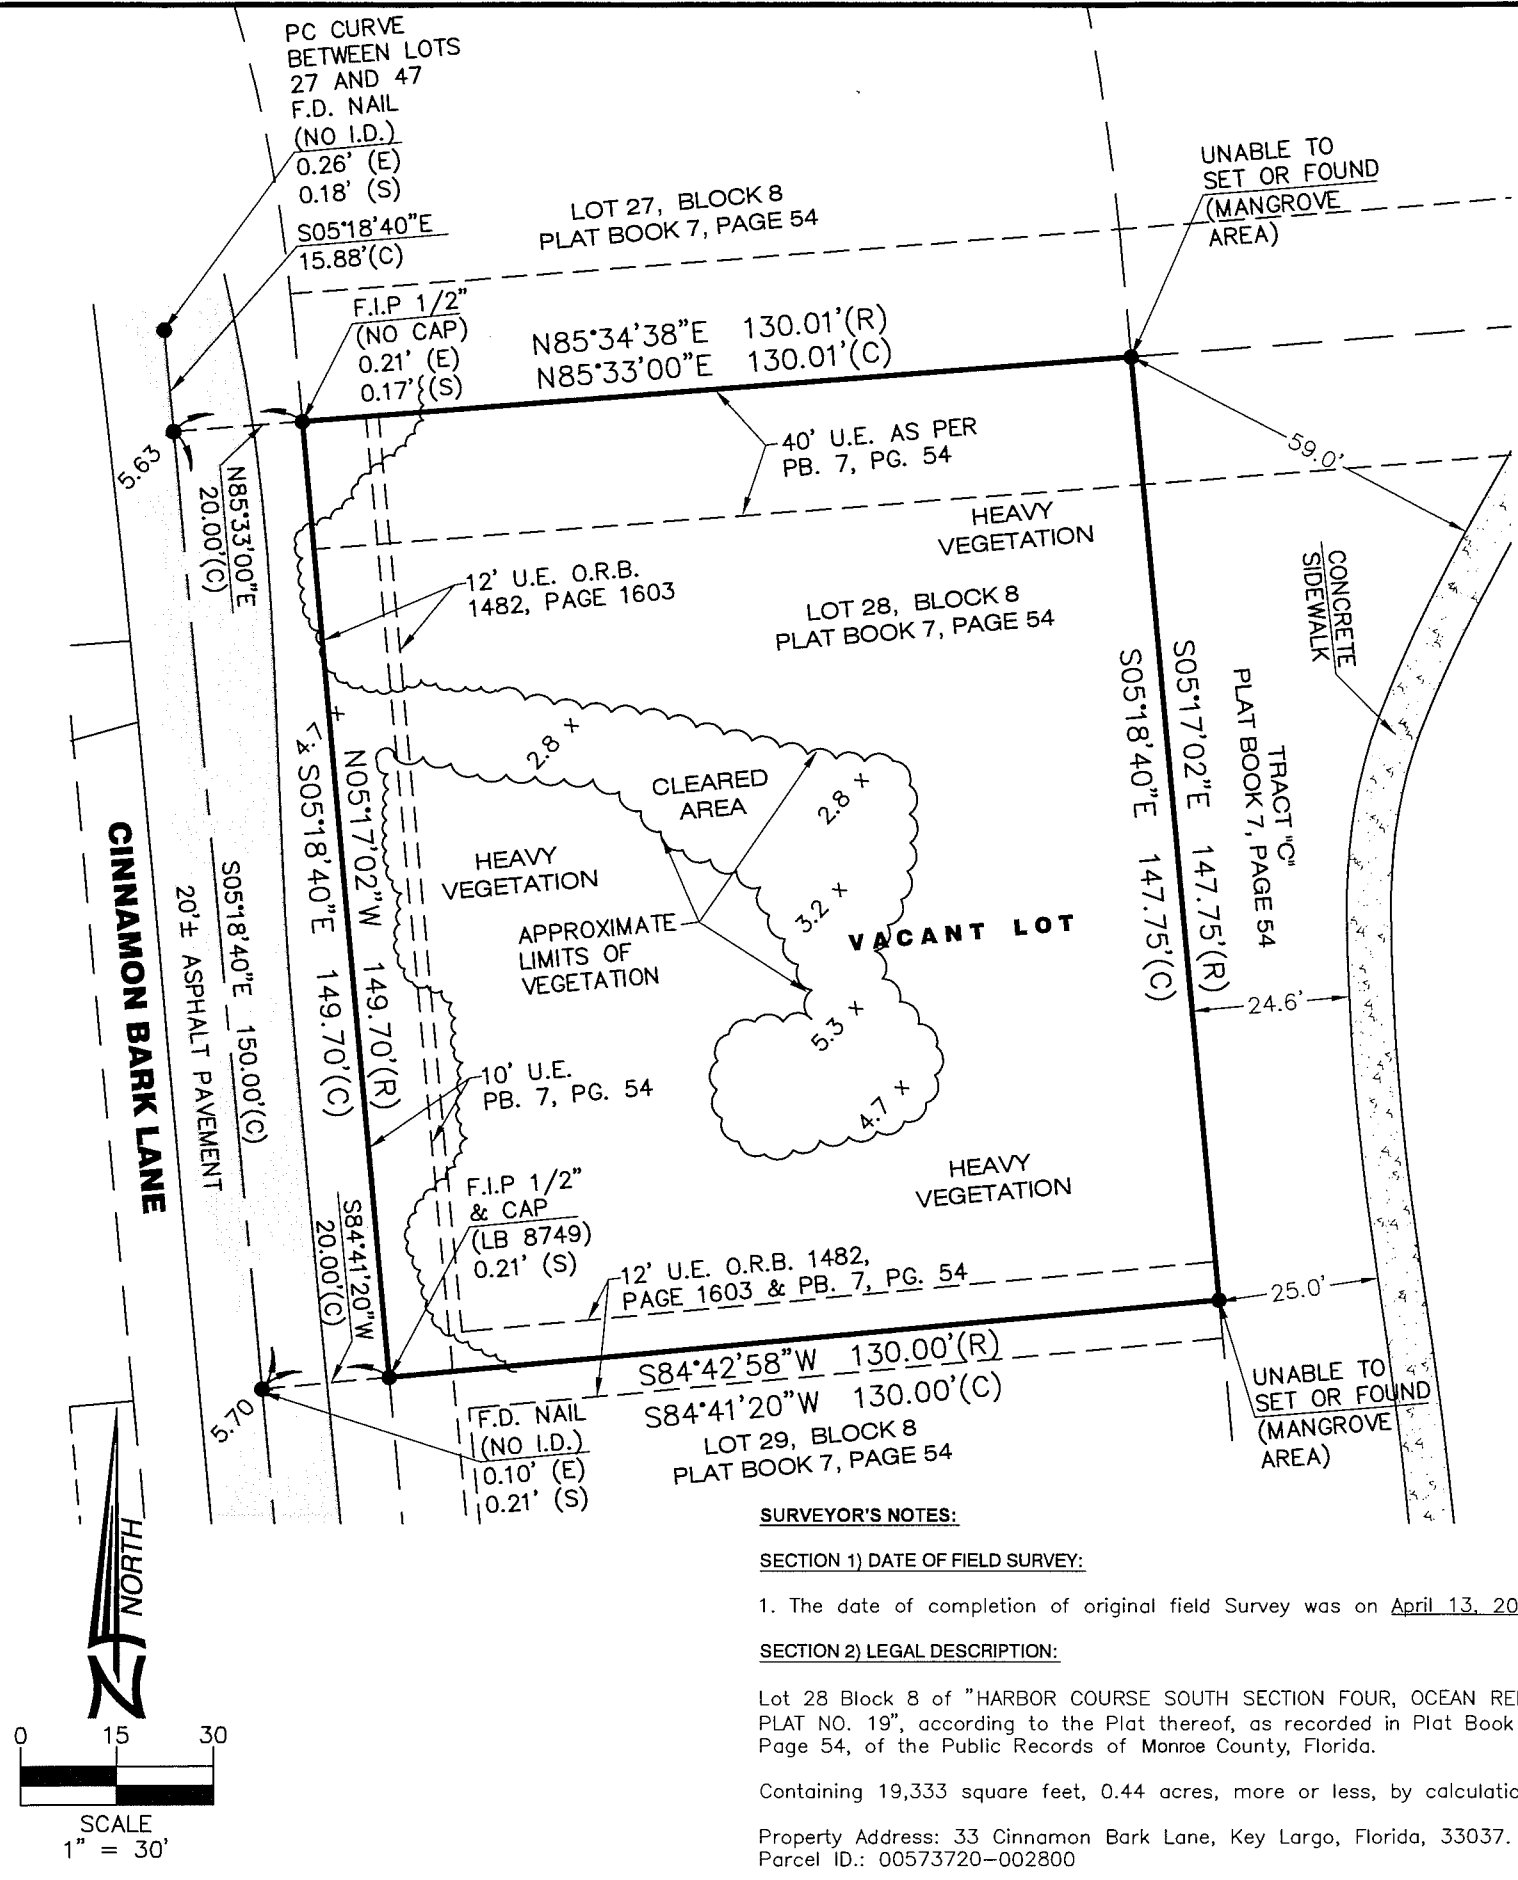 PC CURVE
BETWEEN LOTS
27 AND 47
F.D. NAIL
(NO I.D.)
0.26' (E)
0.18' (S)
S05°18'40"E
15.88'(C)
LOT 27, BLOCK 8
PLAT BOOK 7, PAGE 54
UNABLE TO
SET OR FOUND
(MANGROVE
AREA)
F.I.P 1/2"
(NO CAP)
0.21' (E)
0.17' (S)
N85°34'38"E 130.01'(R)
N85°33'00"E 130.01'(C)
5.63
N85°33'00"E
20.00'(C)
40' U.E. AS PER
PB. 7, PG. 54
59.0'
HEAVY
VEGETATION
12' U.E. O.R.B.
1482, PAGE 1603
LOT 28, BLOCK 8
PLAT BOOK 7, PAGE 54
CONCRETE
SIDEWALK
S05°17'02"E 147.75'(R)
S05°18'40"E 147.75'(C)
TRACT "C"
PLAT BOOK 7, PAGE 54
N05°17'02"W 149.70'(R)
S05°18'40"E 149.70'(C)
2.8
CLEARED
AREA
2.8
CINNAMON BARK LANE
20'± ASPHALT PAVEMENT
S05°18'40"E 150.00'(C)
HEAVY
VEGETATION
3.2
APPROXIMATE
LIMITS OF
VEGETATION
VACANT LOT
24.6'
5.3
10' U.E.
PB. 7, PG. 54
4.7
HEAVY
VEGETATION
F.I.P 1/2"
& CAP
(LB 8749)
0.21' (S)
S84°41'20"W
20.00'(C)
12' U.E. O.R.B. 1482,
PAGE 1603 & PB. 7, PG. 54
25.0'
S84°42'58"W 130.00'(R)
S84°41'20"W 130.00'(C)
5.70
F.D. NAIL
(NO I.D.)
0.10' (E)
0.21' (S)
LOT 29, BLOCK 8
PLAT BOOK 7, PAGE 54
UNABLE TO
SET OR FOUND
(MANGROVE
AREA)
NORTH
0 15 30
SCALE
1" = 30'
SURVEYOR'S NOTES:
SECTION 1) DATE OF FIELD SURVEY:
1. The date of completion of original field Survey was on April 13, 20
SECTION 2) LEGAL DESCRIPTION:
Lot 28 Block 8 of "HARBOR COURSE SOUTH SECTION FOUR, OCEAN
PLAT NO. 19", according to the Plat thereof, as recorded in Plat Book
Page 54, of the Public Records of Monroe County, Florida.
Containing 19,333 square feet, 0.44 acres, more or less, by
Property Address: 33 Cinnamon Bark Lane, Key Largo, Florida, 33037.
Parcel ID.: 00573720-002800